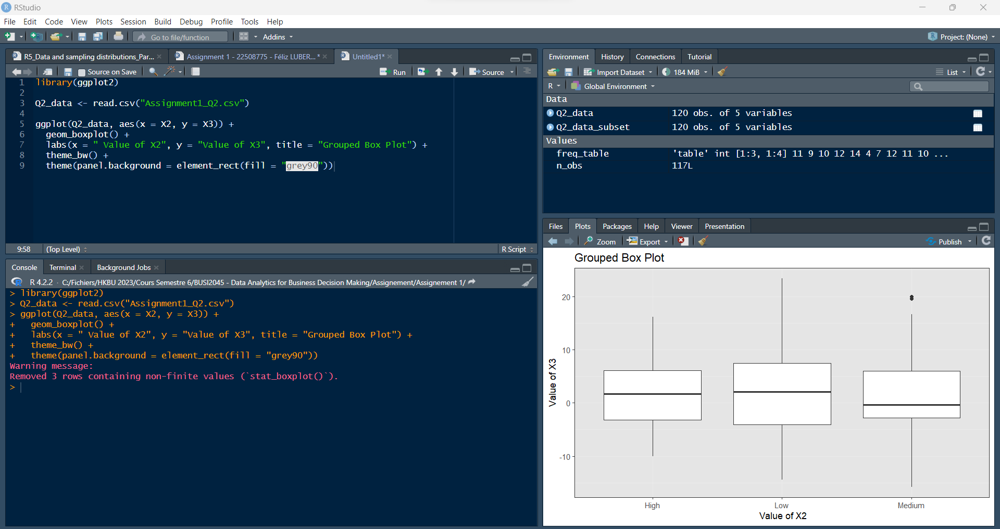 RStudio
File Edit Code View Plots Session Build Debug Profile Tools Help
Go to file/function Addins Project: (None)
R5_Data and sampling distributions_Par... Assignment 1 - 22508775 - Féliz LUBER...* Untitled1*
Source on Save Run Source
1 library(ggplot2)
2
3 Q2_data <- read.csv("Assignment1_Q2.csv")
4
5 ggplot(Q2_data, aes(x = X2, y = X3)) +
6 geom_boxplot() +
7 labs(x = " Value of X2", y = "Value of X3", title = "Grouped Box Plot") +
8 theme_bw() +
9 theme(panel.background = element_rect(fill = "grey90"))
9:58 (Top Level) R Script
Console Terminal Background Jobs
R 4.2.2 · C:/Fichiers/HKBU 2023/Cours Semestre 6/BUSI2045 - Data Analytics for Business Decision Making/Assignement/Assignement 1/
> library(ggplot2)
> Q2_data <- read.csv("Assignment1_Q2.csv")
> ggplot(Q2_data, aes(x = X2, y = X3)) +
+ geom_boxplot() +
+ labs(x = " Value of X2", y = "Value of X3", title = "Grouped Box Plot") +
+ theme_bw() +
+ theme(panel.background = element_rect(fill = "grey90"))
Warning message:
Removed 3 rows containing non-finite values (`stat_boxplot()`).
>
Environment History Connections Tutorial
Import Dataset 184 MiB List
R Global Environment
Data
Q2_data 120 obs. of 5 variables
Q2_data_subset 120 obs. of 5 variables
Values
freq_table 'table' int [1:3, 1:4] 11 9 10 12 14 4 7 12 11 10 ...
n_obs 117L
Files Plots Packages Help Viewer Presentation
Zoom Export Publish
Grouped Box Plot
20
10
0
-10
Value of X3
High Low Medium
Value of X2